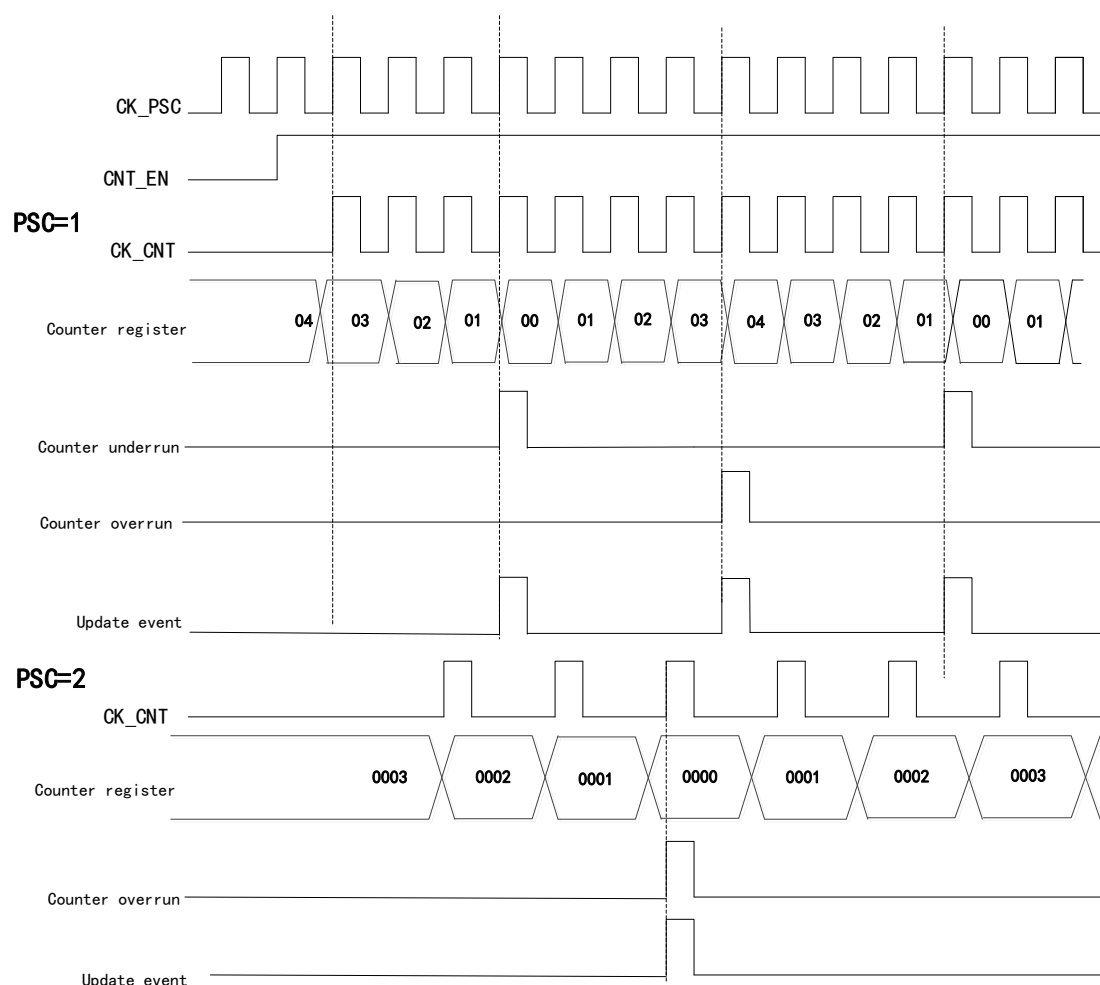 CK_PSC
CNT_EN
PSC=1
CK_CNT
Counter register 04 03 02 01 00 01 02 03 04 03 02 01 00 01
Counter underrun
Counter overrun
Update event
PSC=2
CK_CNT
Counter register 0003 0002 0001 0000 0001 0002 0003
Counter overrun
Update event